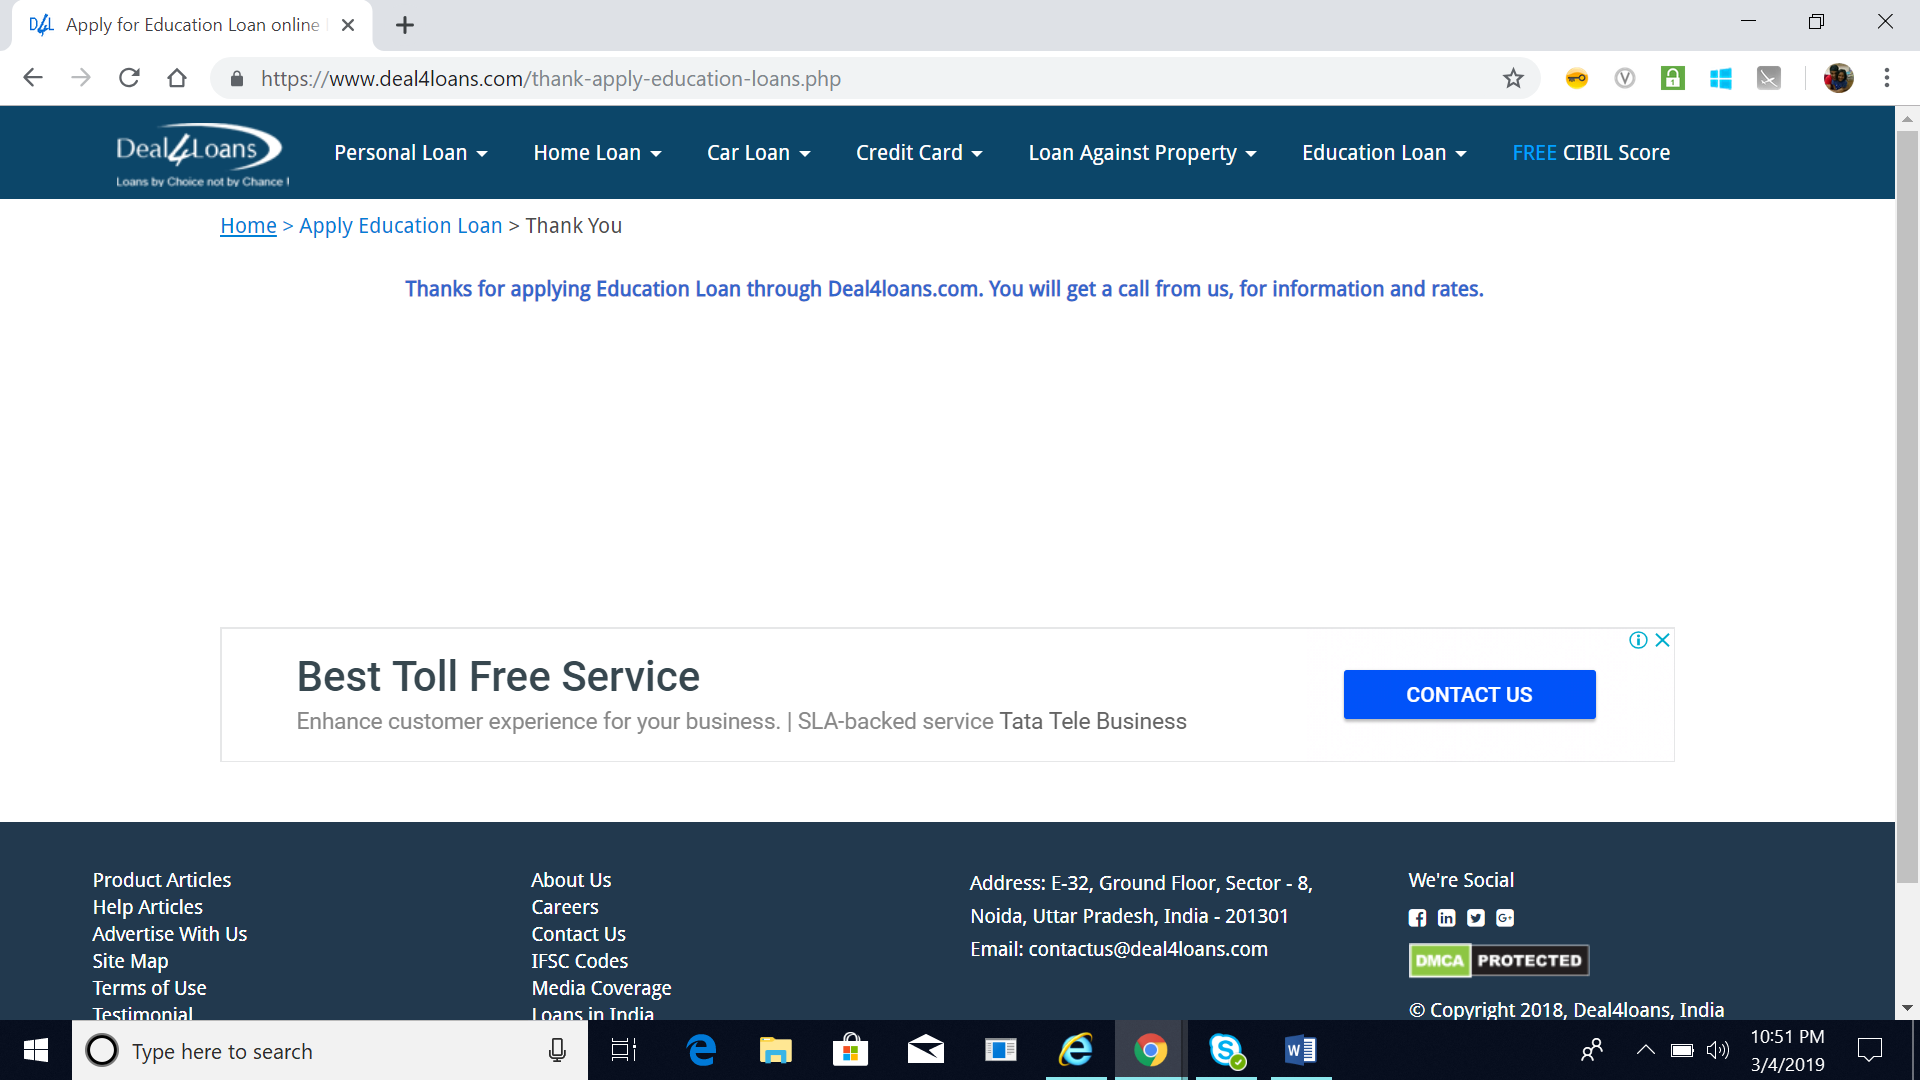 D4L Apply for Education Loan online
https://www.deal4loans.com/thank-apply-education-loans.php
Deal4Loans
Loans by Choice not by Chance !
Personal Loan
Home Loan
Car Loan
Credit Card
Loan Against Property
Education Loan
FREE CIBIL Score
Home > Apply Education Loan > Thank You
Thanks for applying Education Loan through Deal4loans.com. You will get a call from us, for information and rates.
Best Toll Free Service
Enhance customer experience for your business. | SLA-backed service Tata Tele Business
CONTACT US
Product Articles
Help Articles
Advertise With Us
Site Map
Terms of Use
Testimonial
About Us
Careers
Contact Us
IFSC Codes
Media Coverage
Loans in India
Address: E-32, Ground Floor, Sector - 8,
Noida, Uttar Pradesh, India - 201301
Email: contactus@deal4loans.com
We're Social
DMCA PROTECTED
© Copyright 2018, Deal4loans, India
Type here to search
10:51 PM
3/4/2019